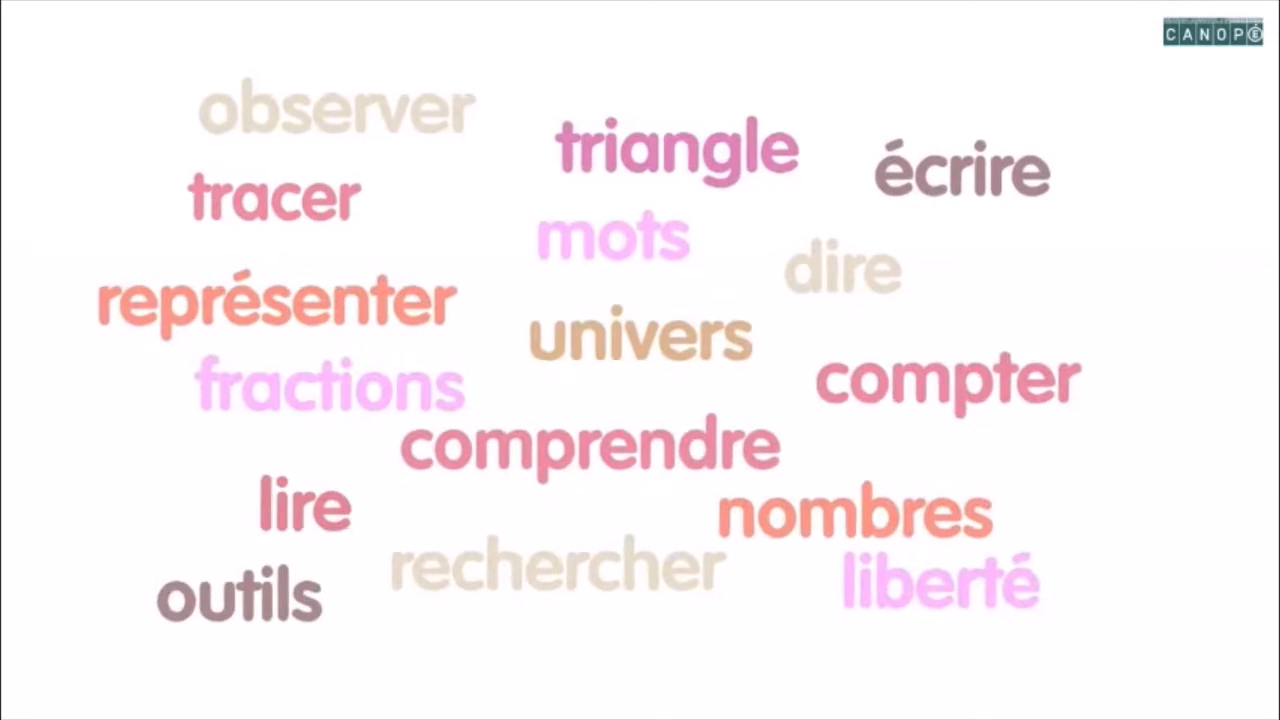 CANOPÉ
observer
triangle
écrire
tracer
mots
dire
représenter
univers
fractions
compter
comprendre
lire
nombres
rechercher
liberté
outils